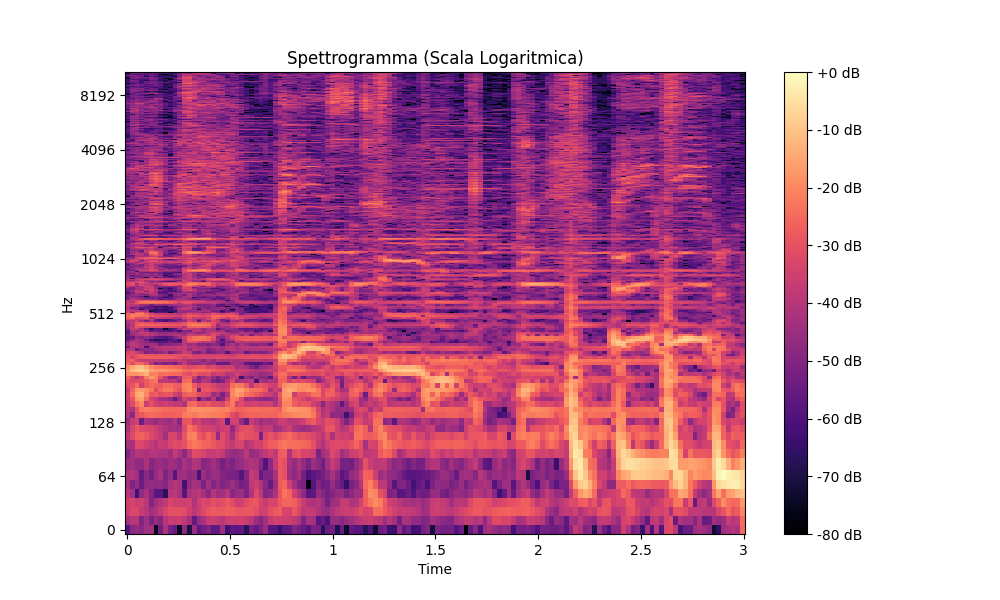 Spettrogramma (Scala Logaritmica)
8192
4096
2048
1024
512
256
128
64
0
Hz
0
0.5
1
1.5
2
2.5
3
Time
+0 dB
-10 dB
-20 dB
-30 dB
-40 dB
-50 dB
-60 dB
-70 dB
-80 dB